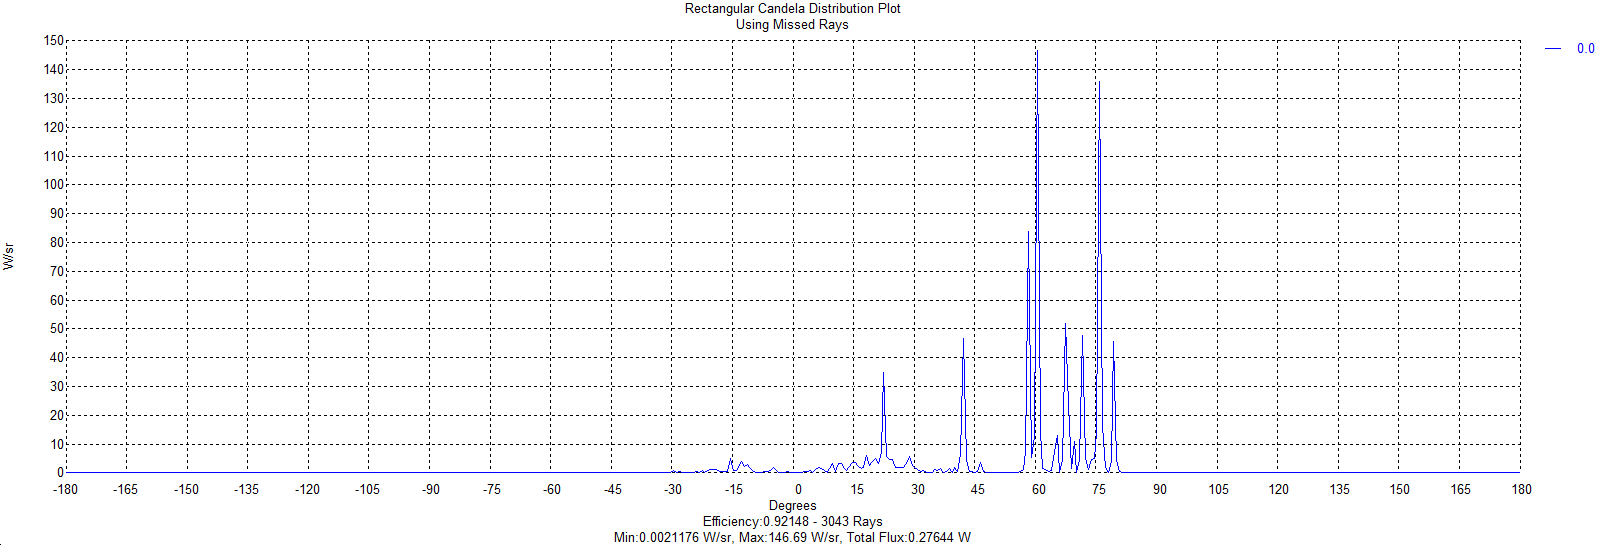 Rectangular Candela Distribution Plot
Using Missed Rays
0.0
150
140
130
120
110
100
90
80
70
60
50
40
30
20
10
0
W/sr
-180 -165 -150 -135 -120 -105 -90 -75 -60 -45 -30 -15 0 15 30 45 60 75 90 105 120 135 150 165 180
Degrees
Efficiency:0.92148 - 3043 Rays
Min:0.0021176 W/sr, Max:146.69 W/sr, Total Flux:0.27644 W